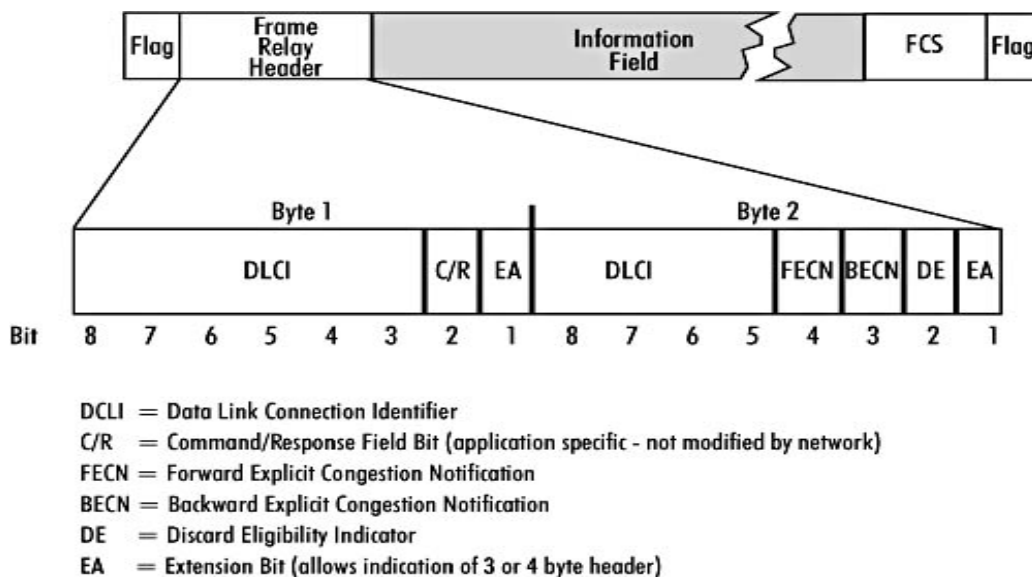 Flag Frame Relay Header Information Field FCS Flag
Byte 1 Byte 2
DLCI C/R EA DLCI FECN BECN DE EA
Bit 8 7 6 5 4 3 2 1 8 7 6 5 4 3 2 1
DCLI = Data Link Connection Identifier
C/R = Command/Response Field Bit (application specific - not modified by network)
FECN = Forward Explicit Congestion Notification
BECN = Backward Explicit Congestion Notification
DE = Discard Eligibility Indicator
EA = Extension Bit (allows indication of 3 or 4 byte header)